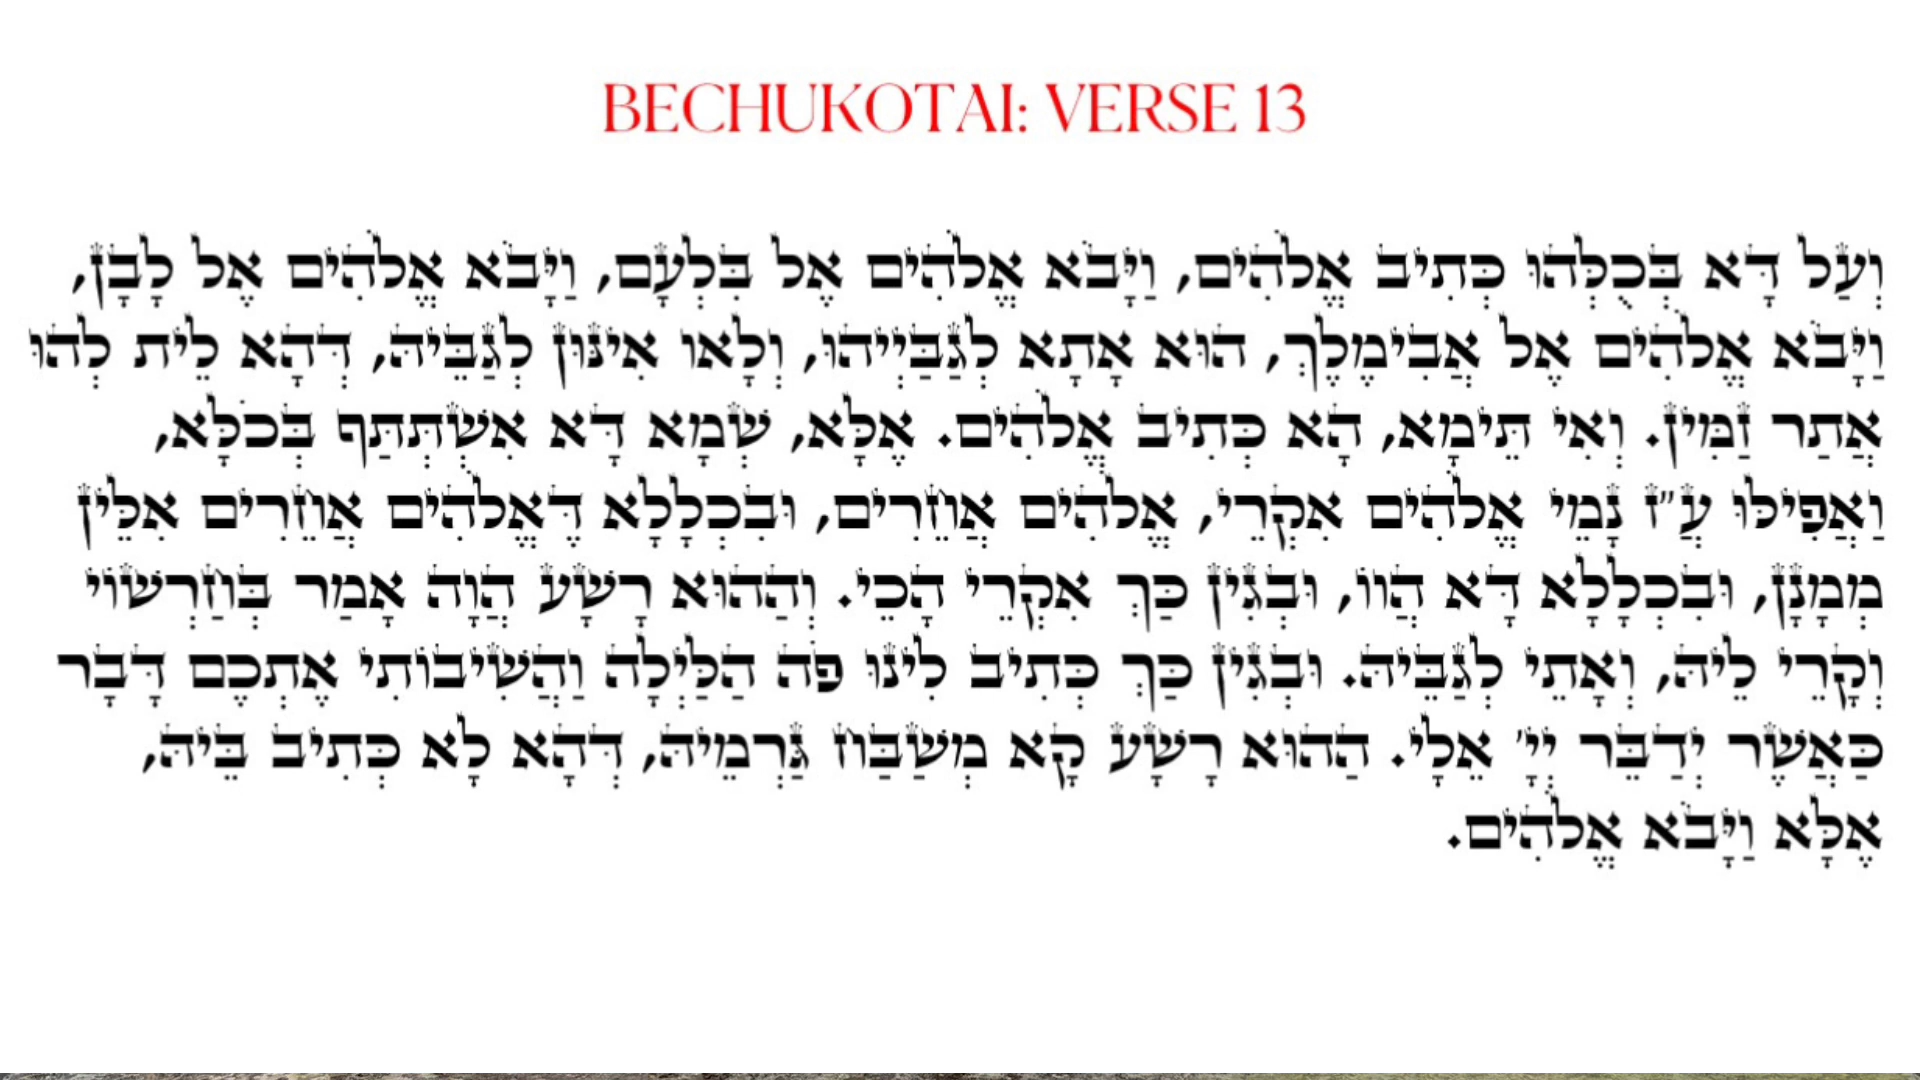 BECHUKOTAI: VERSE 13
וְעַל דָּא בְּכֻלְּהוּ כְּתִיב אֱלֹהִים, וַיָּבֹא אֱלֹהִים אֶל בִּלְעָם, וַיָּבֹא אֱלֹהִים אֶל לָבָן,
וַיָּבֹא אֱלֹהִים אֶל אֲבִימֶלֶךְ, הוּא אָתָא לְגַבַּיְיהוּ, וְלָאו אִינּוּן לְגַבֵּיהּ, דְּהָא לֵית לְהוּ
אֲתַר זַמִּין. וְאִי תֵּימָא, הָא כְּתִיב אֱלֹהִים. אֶלָּא, שְׁמָא דָּא אִשְׁתְּתַּף בְּכֹלָּא,
וַאֲפִילּוּ עֲ״ז נָמֵי אֱלֹהִים אִקְרֵי, אֱלֹהִים אֲחֵרִים, וּבִכְלָלָא דֶּאֱלֹהִים אֲחֵרִים אִלֵּין
מְמָנָן, וּבִכְלָלָא דָּא הֲווֹ, וּבְגִין כַּךְ אִקְרֵי הָכֵי. וְהַהוּא רָשָׁע הֲוָה אָמַר בְּחַרְשׁוֹי
וְקָרֵי לֵיהּ, וְאָתֵי לְגַבֵּיהּ. וּבְגִין כַּךְ כְּתִיב לִינוּ פֹה הַלַּיְלָה וַהֲשִׁיבוֹתִי אֶתְכֶם דָּבָר
כַּאֲשֶׁר יְדַבֵּר יְיָ׳ אֵלָי. הַהוּא רָשָׁע קָא מְשַׁבַּח גַּרְמֵיהּ, דְּהָא לָא כְּתִיב בֵּיהּ,
אֶלָּא וַיָּבֹא אֱלֹהִים.